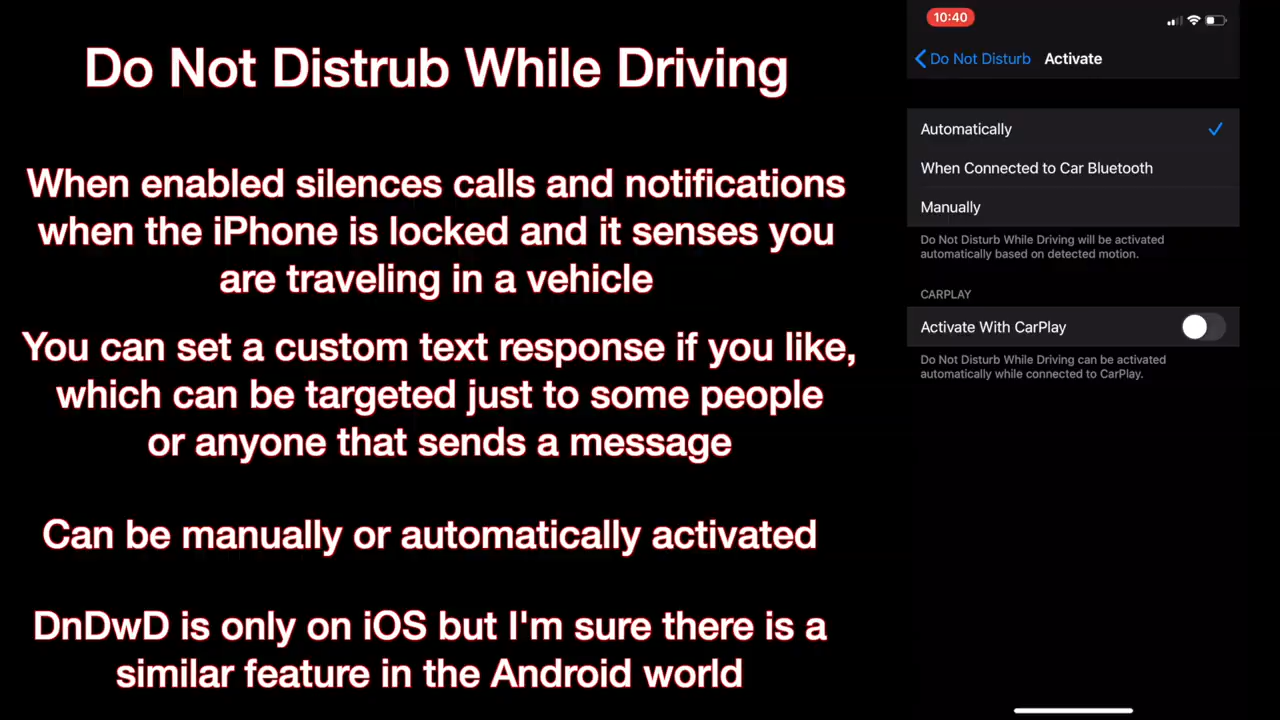 Do Not Distrub While Driving
When enabled silences calls and notifications
when the iPhone is locked and it senses you
are traveling in a vehicle
You can set a custom text response if you like,
which can be targeted just to some people
or anyone that sends a message
Can be manually or automatically activated
DnDwD is only on iOS but I'm sure there is a
similar feature in the Android world
10:40
Do Not Disturb Activate
Automatically
When Connected to Car Bluetooth
Manually
Do Not Disturb While Driving will be activated
automatically based on detected motion.
CARPLAY
Activate With CarPlay
Do Not Disturb While Driving can be activated
automatically while connected to CarPlay.